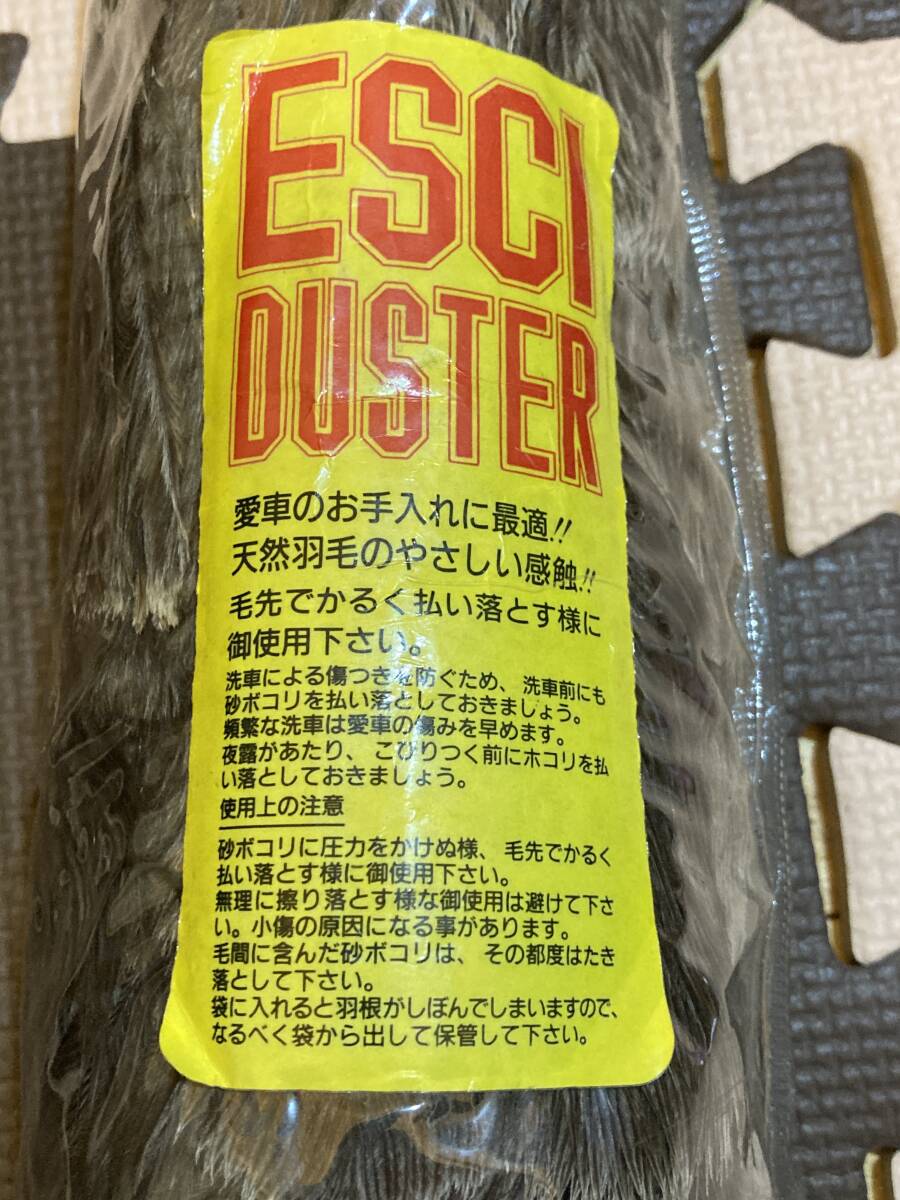 ESCI
DUSTER
愛車のお手入れに最適!!
天然羽毛のやさしい感触!!
毛先でかるく払い落とす様に
御使用下さい。
洗車による傷つきを防ぐため、洗車前にも
砂ボコリを払い落としておきましょう。
頻繁な洗車は愛車の傷みを早めます。
夜露があたり、こびりつく前にホコリを払
い落としておきましょう。
使用上の注意
砂ボコリに圧力をかけぬ様、毛先でかるく
払い落とす様に御使用下さい。
無理に擦り落とす様な御使用は避けて下さ
い。小傷の原因になる事があります。
毛間に含んだ砂ボコリは、その都度はたき
落として下さい。
袋に入れると羽根がしぼんでしまいますので、
なるべく袋から出して保管して下さい。